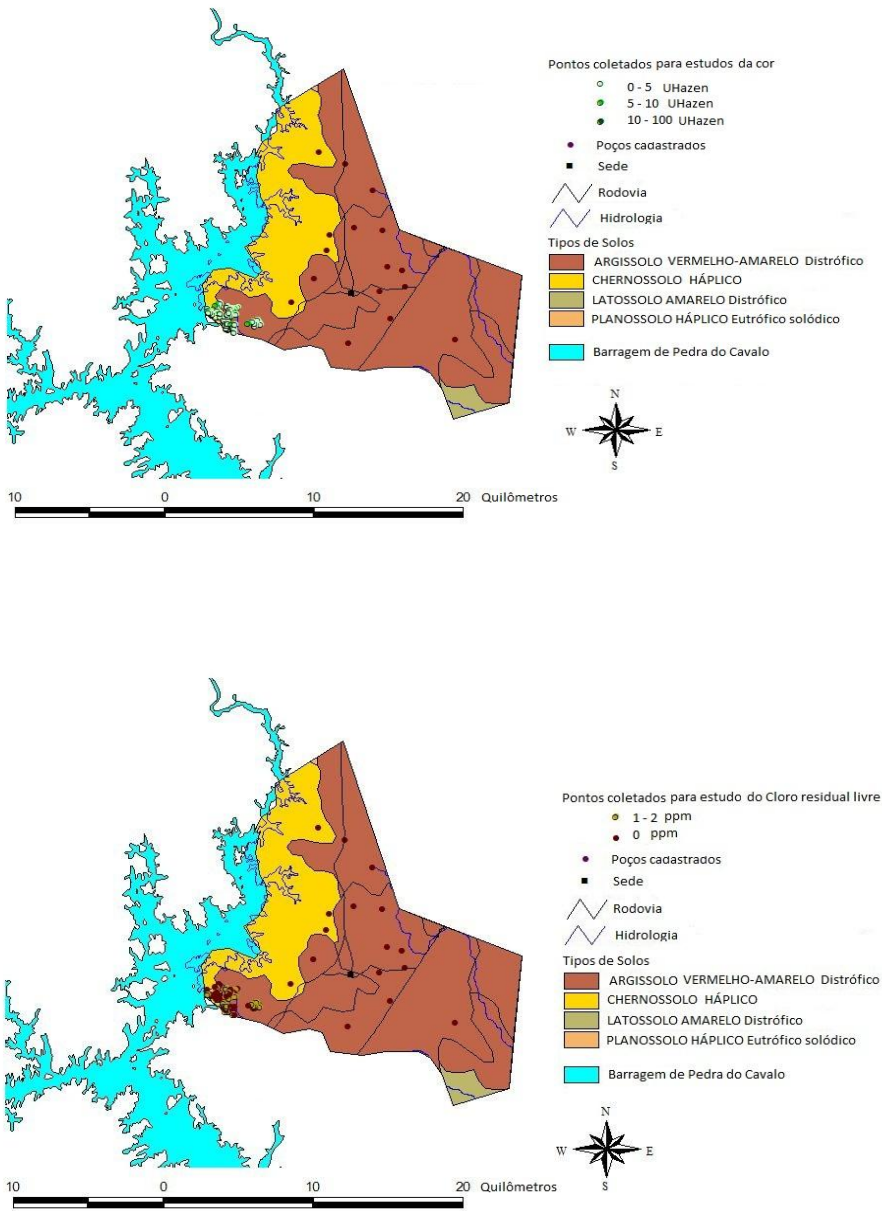 Pontos coletados para estudos da cor
0 - 5 UHazen
5 - 10 UHazen
10 - 100 UHazen
Poços cadastrados
Sede
Rodovia
Hidrologia
Tipos de Solos
ARGISSOLO VERMELHO-AMARELO Distrófico
CHERNOSSOLO HÁPLICO
LATOSSOLO AMARELO Distrófico
PLANOSSOLO HÁPLICO Eutrófico solódico
Barragem de Pedra do Cavalo
N
W E
S
10 0 10 20 Quilômetros
Pontos coletados para estudo do Cloro residual livre
1 - 2 ppm
0 ppm
Poços cadastrados
Sede
Rodovia
Hidrologia
Tipos de Solos
ARGISSOLO VERMELHO-AMARELO Distrófico
CHERNOSSOLO HÁPLICO
LATOSSOLO AMARELO Distrófico
PLANOSSOLO HÁPLICO Eutrófico solódico
Barragem de Pedra do Cavalo
N
W E
S
10 0 10 20 Quilômetros